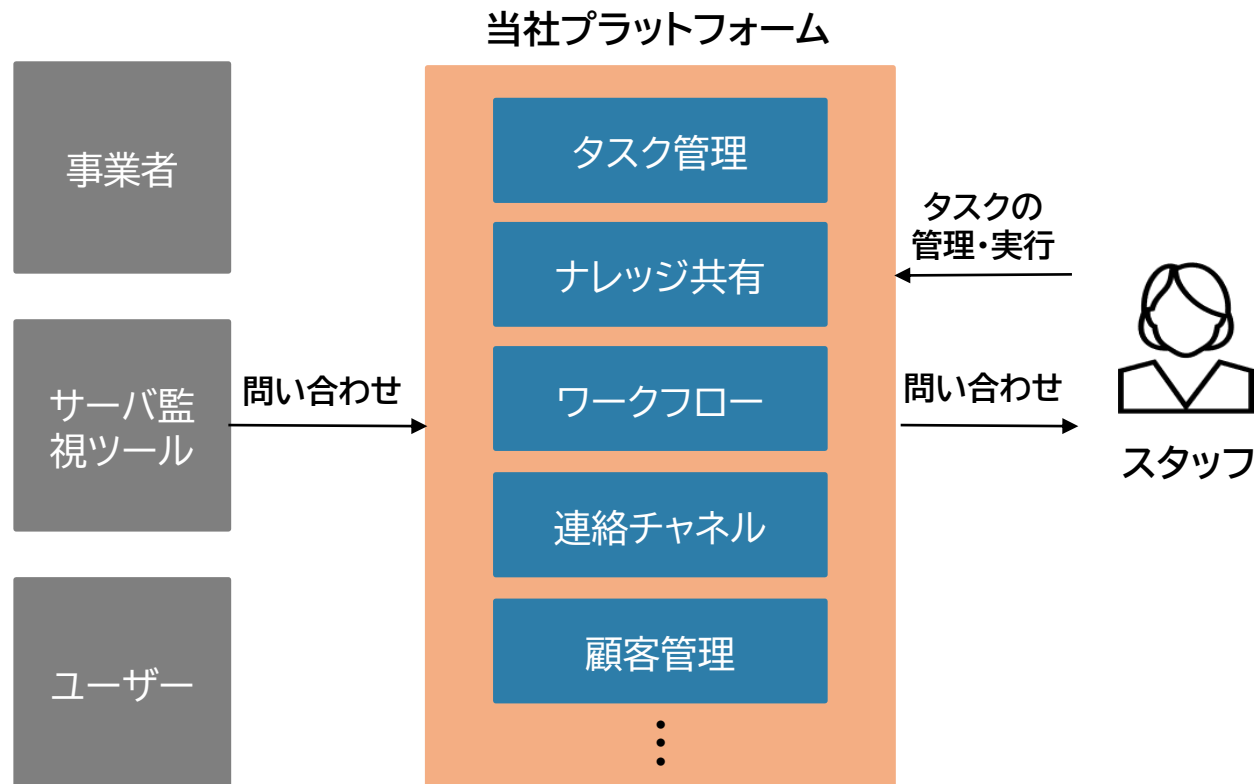 当社プラットフォーム
事業者
サーバ監
視ツール
ユーザー
問い合わせ
タスク管理
ナレッジ共有
ワークフロー
連絡チャネル
顧客管理
⋮
タスクの
管理・実行
問い合わせ
スタッフ